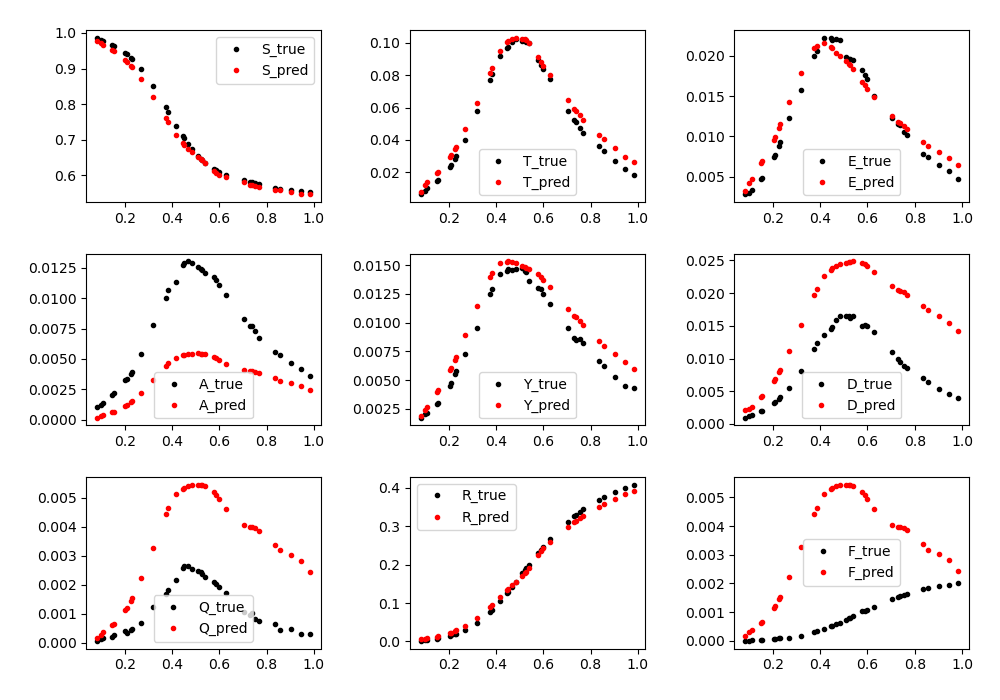 1.0
0.9
0.8
0.7
0.6
S_true
S_pred
0.2 0.4 0.6 0.8 1.0
0.10
0.08
0.06
0.04
0.02
T_true
T_pred
0.2 0.4 0.6 0.8 1.0
0.020
0.015
0.010
0.005
E_true
E_pred
0.2 0.4 0.6 0.8 1.0
0.0125
0.0100
0.0075
0.0050
0.0025
0.0000
A_true
A_pred
0.2 0.4 0.6 0.8 1.0
0.0150
0.0125
0.0100
0.0075
0.0050
0.0025
Y_true
Y_pred
0.2 0.4 0.6 0.8 1.0
0.025
0.020
0.015
0.010
0.005
0.000
D_true
D_pred
0.2 0.4 0.6 0.8 1.0
0.005
0.004
0.003
0.002
0.001
0.000
Q_true
Q_pred
0.2 0.4 0.6 0.8 1.0
0.4
0.3
0.2
0.1
0.0
R_true
R_pred
0.2 0.4 0.6 0.8 1.0
0.005
0.004
0.003
0.002
0.001
0.000
F_true
F_pred
0.2 0.4 0.6 0.8 1.0